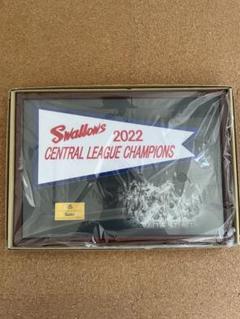 Swallows 2022
CENTRAL LEAGUE CHAMPIONS